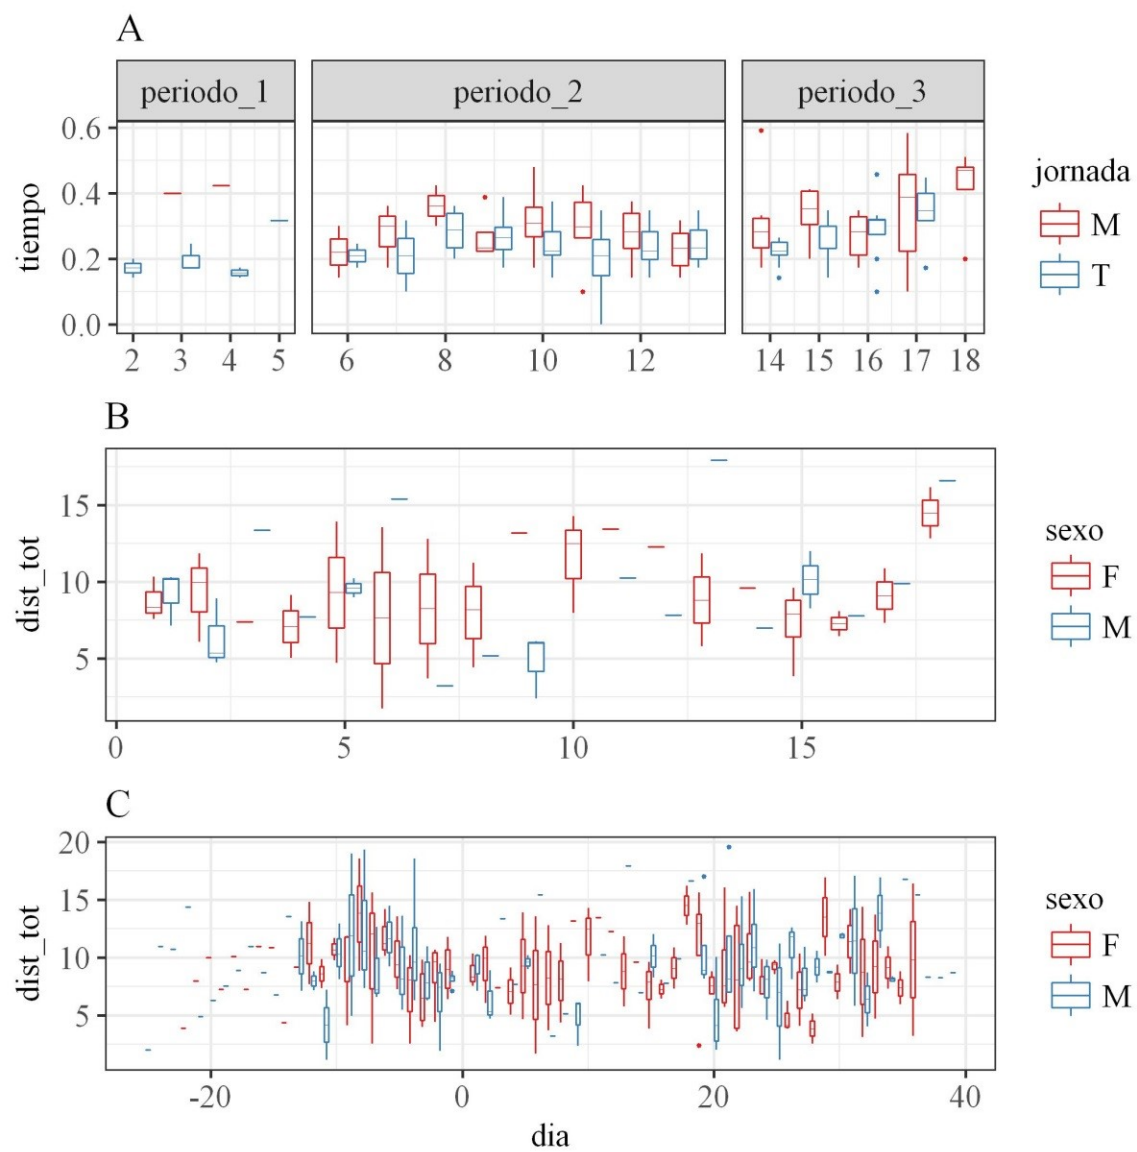 A
periodo_1 periodo_2 periodo_3
0.6
0.4
0.2
0.0
tiempo
2 3 4 5 6 8 10 12 14 15 16 17 18
jornada
M
T
B
15
10
5
dist_tot
0 5 10 15
sexo
F
M
C
20
15
10
5
dist_tot
-20 0 20 40
dia
sexo
F
M